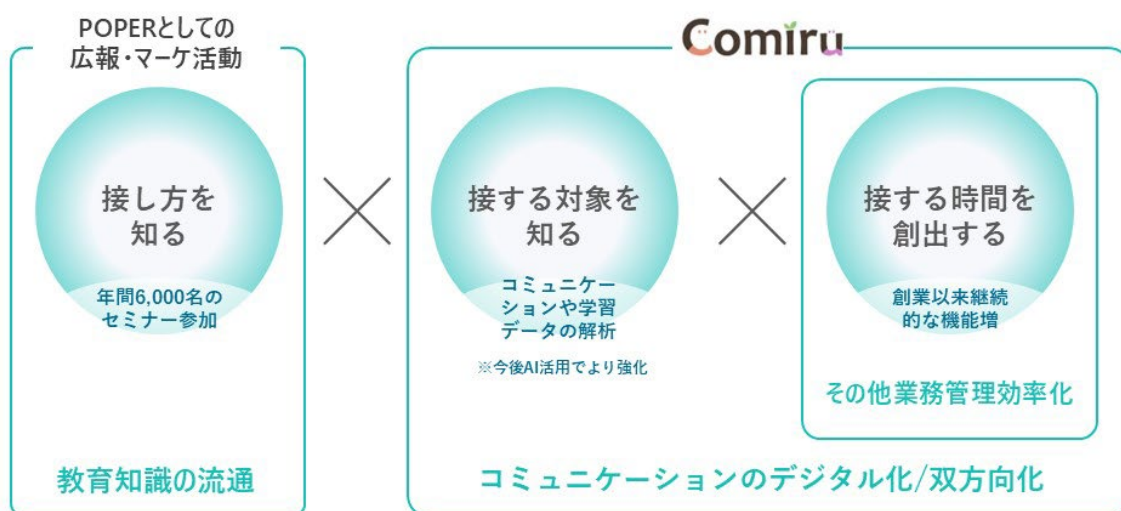 POPERとしての
広報・マーケ活動
接し方を
知る
年間6,000名の
セミナー参加
教育知識の流通
Comiru
接する対象を
知る
コミュニケー
ションや学習
データの解析
※今後AI活用でより強化
接する時間を
創出する
創業以来継続
的な機能増
その他業務管理効率化
コミュニケーションのデジタル化/双方向化